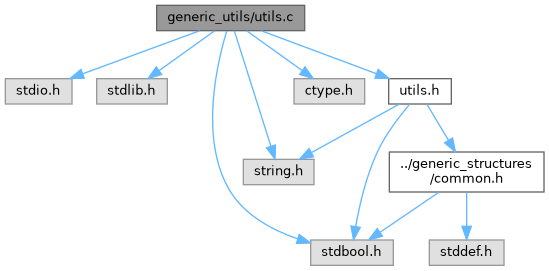 generic_utils/utils.c
stdio.h
stdlib.h
ctype.h
utils.h
string.h
../generic_structures
/common.h
stdbool.h
stddef.h